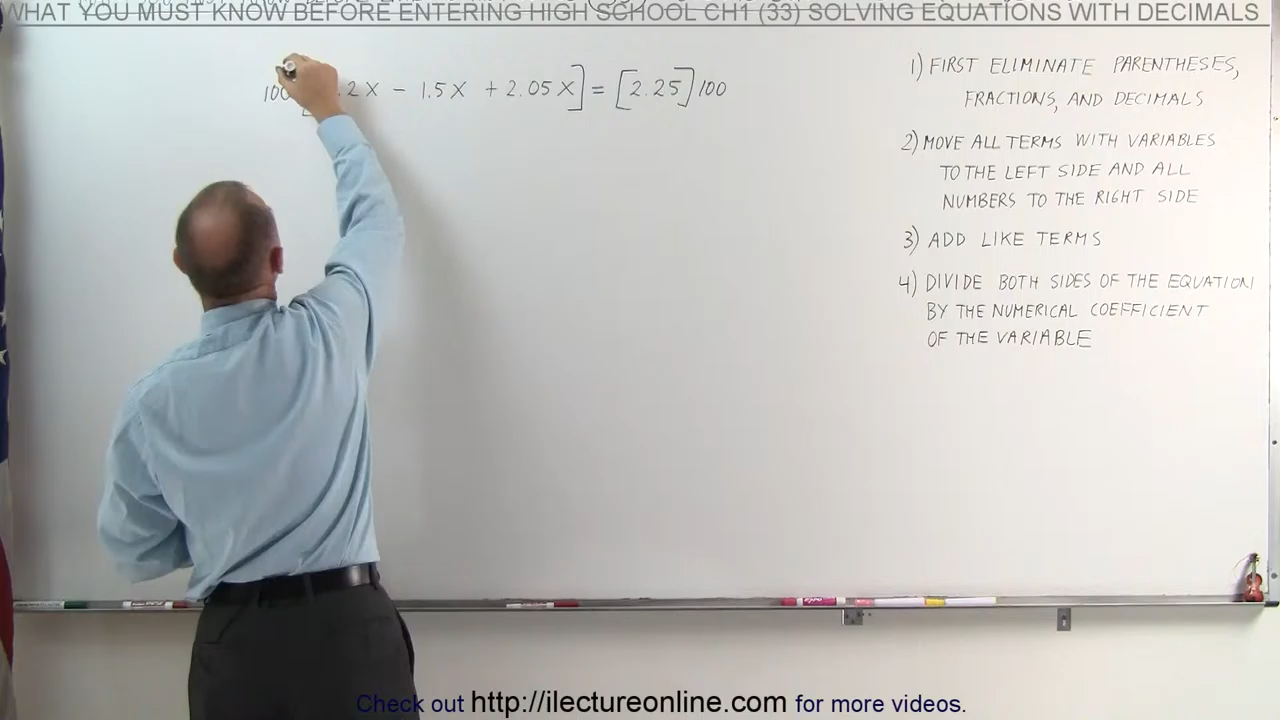 WHAT YOU MUST KNOW BEFORE ENTERING HIGH SCHOOL CH1 (33) SOLVING EQUATIONS WITH DECIMALS
100 .2X - 1.5X + 2.05X] = [2.25]100
1) FIRST ELIMINATE PARENTHESES,
FRACTIONS, AND DECIMALS
2) MOVE ALL TERMS WITH VARIABLES
TO THE LEFT SIDE AND ALL
NUMBERS TO THE RIGHT SIDE
3) ADD LIKE TERMS
4) DIVIDE BOTH SIDES OF THE EQUATION
BY THE NUMERICAL COEFFICIENT
OF THE VARIABLE
Check out http://ilectureonline.com for more videos.